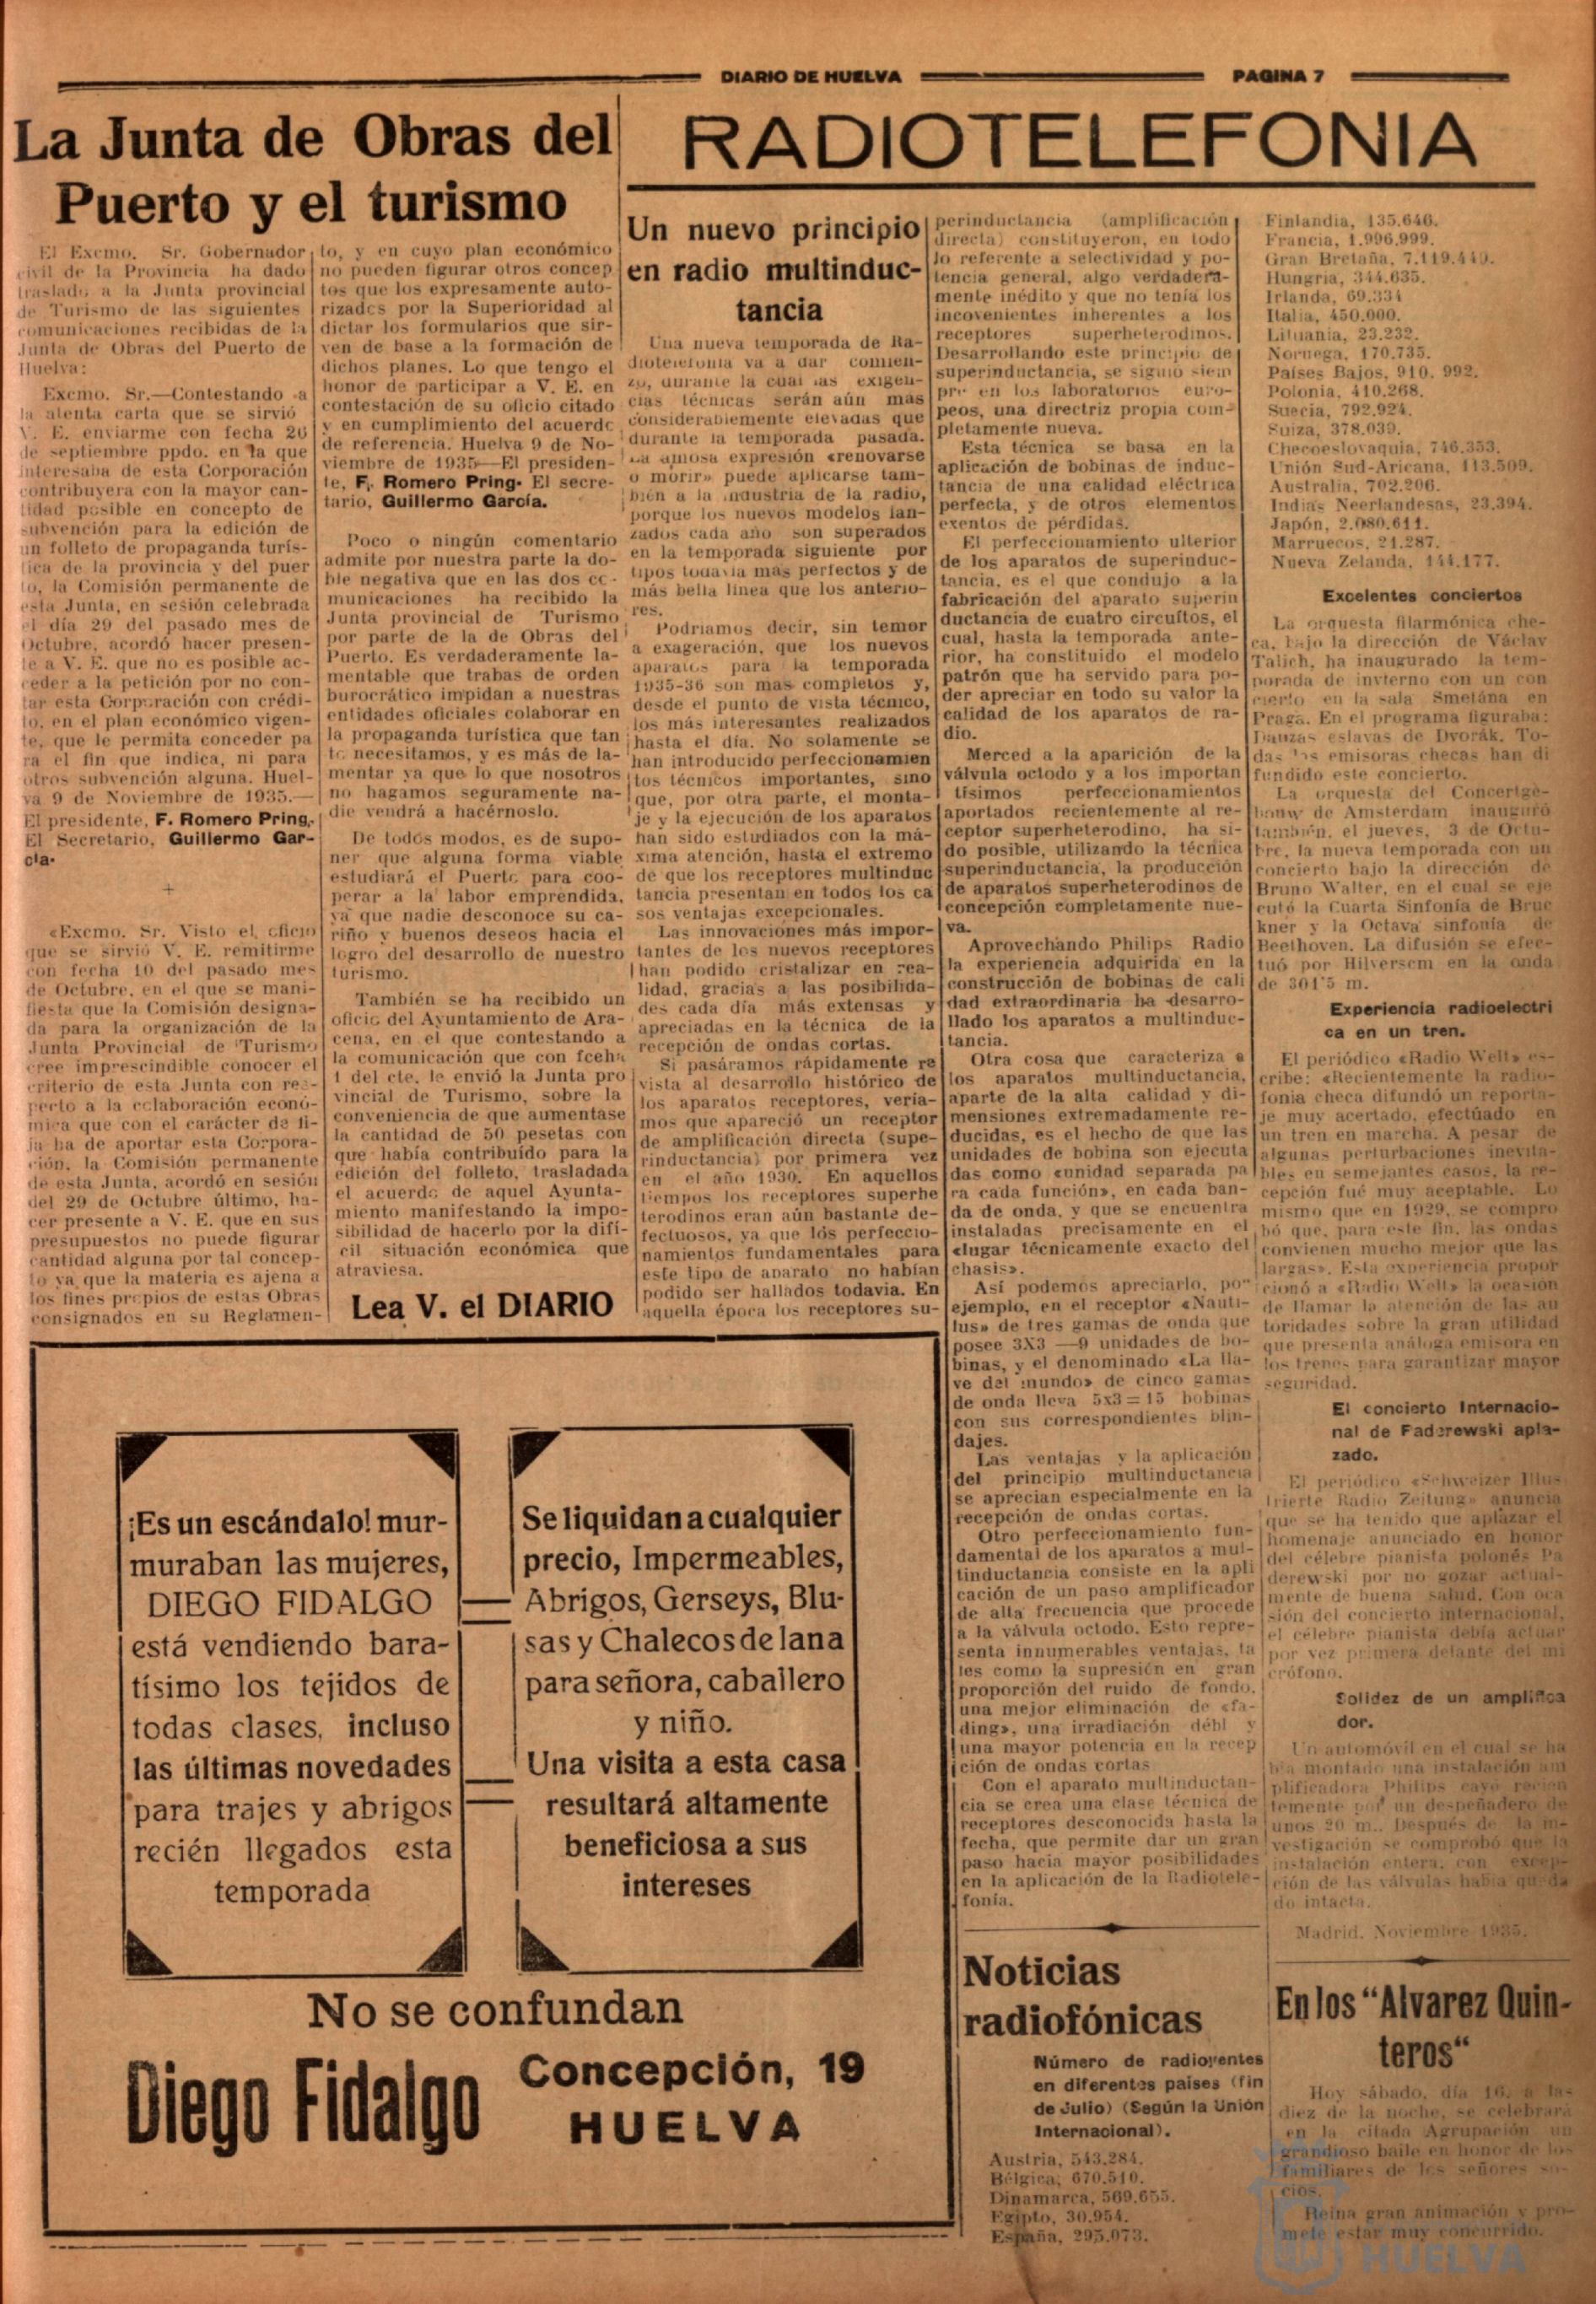 DIARIO DE HUELVA
PAGINA 7
La Junta de Obras del
Puerto y el turismo
El Excmo. Sr. Gobernador
civil de la Provincia ha dado
traslado a la Junta provincial
de Turismo de las siguientes
comunicaciones recibidas de la
Junta de Obras del Puerto de
Huelva:
Excmo. Sr.—Contestando a
la atenta carta que se sirvió
V. E. enviarme con fecha 26
de septiembre ppdo. en la que
interesaba de esta Corporación
contribuyera con la mayor can-
tidad posible en concepto de
subvención para la edición de
un folleto de propaganda turís-
tica de la provincia y del puer
to, la Comisión permanente de
esta Junta, en sesión celebrada
el día 29 del pasado mes de
Octubre, acordó hacer presen-
te a V. E. que no es posible ac-
ceder a la petición por no con-
tar esta Corporación con crédi-
to, en el plan económico vigen-
te, que le permita conceder pa
ra el fin que indica, ni para
otros subvención alguna. Huel-
va 9 de Noviembre de 1935.—
El presidente, F. Romero Pring.
El Secretario, Guillermo Gar-
cía.
+
«Excmo. Sr. Visto el oficio
que se sirvió V. E. remitirme
con fecha 10 del pasado mes
de Octubre, en el que se mani-
fiesta que la Comisión designa-
da para la organización de la
Junta Provincial de Turismo
cree imprescindible conocer el
criterio de esta Junta con res-
pecto a la colaboración econó-
mica que con el carácter de fi-
ja ha de aportar esta Corpora-
ción, la Comisión permanente
de esta Junta, acordó en sesión
del 29 de Octubre último, ha-
cer presente a V. E. que en sus
presupuestos no puede figurar
cantidad alguna por tal concep-
to ya que la materia es ajena a
los fines propios de estas Obras
consignados en su Reglamen-
to, y en cuyo plan económico
no pueden figurar otros concep
tos que los expresamente auto-
rizados por la Superioridad al
dictar los formularios que sir-
ven de base a la formación de
dichos planes. Lo que tengo el
honor de participar a V. E. en
contestación de su oficio citado
y en cumplimiento del acuerdo
de referencia. Huelva 9 de No-
viembre de 1935—El presiden-
te, F. Romero Pring. El secre-
tario, Guillermo García.
Poco o ningún comentario
admite por nuestra parte la do-
ble negativa que en las dos co-
municaciones ha recibido la
Junta provincial de Turismo
por parte de la de Obras del
Puerto. Es verdaderamente la-
mentable que trabas de orden
burocrático impidan a nuestras
entidades oficiales colaborar en
la propaganda turística que tan
to necesitamos, y es más de la-
mentar ya que lo que nosotros
no hagamos seguramente na-
die vendrá a hacérnoslo.
De todos modos, es de supo-
ner que alguna forma viable
estudiará el Puerto para coo-
perar a la labor emprendida,
ya que nadie desconoce su ca-
riño y buenos deseos hacia el
logro del desarrollo de nuestro
turismo.
También se ha recibido un
oficio del Ayuntamiento de Ara-
cena, en el que contestando a
la comunicación que con fceha
1 del cte. le envió la Junta pro
vincial de Turismo, sobre la
conveniencia de que aumentase
la cantidad de 50 pesetas con
que había contribuído para la
edición del folleto, trasladada
el acuerdo de aquel Ayunta-
miento manifestando la impo-
sibilidad de hacerlo por la difí-
cil situación económica que
atraviesa.
Lea V. el DIARIO
RADIOTELEFONIA
Un nuevo principio
en radio multinduc-
tancia
Una nueva temporada de Ra-
diotelefonía va a dar comien-
zo, durante la cual las exigen-
cias técnicas serán aún más
considerablemente elevadas que
durante la temporada pasada.
La famosa expresión «renovarse
o morir» puede aplicarse tam-
bién a la industria de la radio,
porque los nuevos modelos lan-
zados cada año son superados
en la temporada siguiente por
tipos todavía más perfectos y de
más bella línea que los anterio-
res.
Podríamos decir, sin temor
a exageración, que los nuevos
aparatos para la temporada
1935-36 son mas completos y,
desde el punto de vista técnico,
los más interesantes realizados
hasta el día. No solamente se
han introducido perfeccionamien
tos técnicos importantes, sino
que, por otra parte, el monta-
je y la ejecución de los aparatos
han sido estudiados con la má-
xima atención, hasta el extremo
de que los receptores multinduc
tancia presentan en todos los ca
sos ventajas excepcionales.
Las innovaciones más impor-
tantes de los nuevos receptores
han podido cristalizar en rea-
lidad, gracias a las posibilida-
des cada día más extensas y
apreciadas en la técnica de la
recepción de ondas cortas.
Si pasáramos rápidamente re
vista al desarrollo histórico de
los aparatos receptores, vería-
mos que apareció un receptor
de amplificación directa (supe-
rinductancia) por primera vez
en el año 1930. En aquellos
tiempos los receptores superhe
terodinos eran aún bastante de-
fectuosos, ya que los perfeccio-
namientos fundamentales para
este tipo de aparato no habían
podido ser hallados todavía. En
aquella época los receptores su-
perinductancia (amplificación
directa) constituyeron, en todo
lo referente a selectividad y po-
tencia general, algo verdadera-
mente inédito y que no tenía los
incovenientes inherentes a los
receptores superheterodinos.
Desarrollando este principio de
superinductancia, se siguió siem
pre en los laboratorios euro-
peos, una directriz propia com-
pletamente nueva.
Esta técnica se basa en la
aplicación de bobinas de induc-
tancia de una calidad eléctrica
perfecta, y de otros elementos
exentos de pérdidas.
El perfeccionamiento ulterior
de los aparatos de superinduc-
tancia, es el que condujo a la
fabricación del aparato superin
ductancia de cuatro circuitos, el
cual, hasta la temporada ante-
rior, ha constituido el modelo
patrón que ha servido para po-
der apreciar en todo su valor la
calidad de los aparatos de ra-
dio.
Merced a la aparición de la
válvula octodo y a los importan
tísimos perfeccionamientos
aportados recientemente al re-
ceptor superheterodino, ha si-
do posible, utilizando la técnica
superinductancia, la producción
de aparatos superheterodinos de
concepción completamente nue-
va.
Aprovechando Philips Radio
la experiencia adquirida en la
construcción de bobinas de cali
dad extraordinaria ha desarro-
llado los aparatos a multinduc-
tancia.
Otra cosa que caracteriza a
los aparatos multinductancia,
aparte de la alta calidad y di-
mensiones extremadamente re-
ducidas, es el hecho de que las
unidades de bobina son ejecuta
das como «unidad separada pa
ra cada función», en cada ban-
da de onda, y que se encuentra
instaladas precisamente en el
«lugar técnicamente exacto del
chasis».
Así podemos apreciarlo, por
ejemplo, en el receptor «Nauti-
lus» de tres gamas de onda que
posee 3X3 —9 unidades de bo-
binas, y el denominado «La lla-
ve del mundo» de cinco gamas
de onda lleva 5x3=15 bobinas
con sus correspondientes blin-
dajes.
Las ventajas y la aplicación
del principio multinductancia
se aprecian especialmente en la
recepción de ondas cortas.
Otro perfeccionamiento fun-
damental de los aparatos a mul-
tinductancia consiste en la apli
cación de un paso amplificador
de alta frecuencia que procede
a la válvula octodo. Esto repre-
senta innumerables ventajas, ta
les como la supresión en gran
proporción del ruido de fondo,
una mejor eliminación de «fa-
ding», una irradiación débl y
una mayor potencia en la recep
ción de ondas cortas
Con el aparato multinductan-
cia se crea una clase técnica de
receptores desconocida hasta la
fecha, que permite dar un gran
paso hacia mayor posibilidades
en la aplicación de la Radiotele-
fonía.
Noticias
radiofónicas
Número de radioyentes
en diferentes países (fin
de Julio) (Según la Unión
Internacional).
Austria, 543.284.
Bélgica, 670.510.
Dinamarca, 569.655.
Egipto, 30.954.
España, 295.073.
Finlandia, 135.646.
Francia, 1.996.999.
Gran Bretaña, 7.119.440.
Hungría, 344.635.
Irlanda, 69.334
Italia, 450.000.
Lituania, 23.232.
Noruega, 170.735.
Países Bajos, 910. 992.
Polonia, 410.268.
Suecia, 792.924.
Suiza, 378.039.
Checoeslovaquia, 746.353.
Unión Sud-Aricana, 113.509.
Australia, 702.206.
Indias Neerlandesas, 23.394.
Japón, 2.080.611.
Marruecos, 21.287.
Nueva Zelanda, 144.177.
Excelentes conciertos
La orquesta filarmónica che-
ca, bajo la dirección de Václav
Talich, ha inaugurado la tem-
porada de invierno con un con
cierto en la sala Smetána en
Praga. En el programa figuraba:
Danzas eslavas de Dvorák. To-
das las emisoras checas han di
fundido este concierto.
La orquesta del Concertge-
bouw de Amsterdam inauguró
también, el jueves, 3 de Octu-
bre, la nueva temporada con un
concierto bajo la dirección de
Bruno Walter, en el cual se eje
cutó la Cuarta Sinfonía de Bruc
kner y la Octava sinfonía de
Beethoven. La difusión se efec-
tuó por Hilversem en la onda
de 301'5 m.
Experiencia radioelectri
ca en un tren.
El periódico «Radio Welt» es-
cribe: «Recientemente la radio-
fonía checa difundó un reporta-
je muy acertado, efectuado en
un tren en marcha. A pesar de
algunas perturbaciones inevita-
bles en semejantes casos, la re-
cepción fué muy aceptable. Lo
mismo que en 1929, se compro
bó que, para este fin, las ondas
convienen mucho mejor que las
largas». Esta experiencia propor
cionó a «Radio Welt» la ocasión
de llamar la atención de las au
toridades sobre la gran utilidad
que presenta análoga emisora en
los trenes para garantizar mayor
seguridad.
El concierto Internacio-
nal de Faderewski apla-
zado.
El periódico «Schweizer Illus
trierte Radio Zeitung» anuncia
que se ha tenido que aplazar el
homenaje anunciado en honor
del célebre pianista polonés Pa
derewski por no gozar actual-
mente de buena salud. Con oca
sión del concierto internacional,
el célebre pianista debía actuar
por vez primera delante del mi
crófono.
Solidez de un amplifica
dor.
Un automóvil en el cual se ha
bía montado una instalación am
plificadora Philips cayó recien
temente por un despeñadero de
unos 20 m.. Después de la in-
vestigación se comprobó que la
instalación entera, con excep-
ción de las válvulas había queda
do intacta.
Madrid, Noviembre 1935.
En los "Alvarez Quin-
teros"
Hoy sábado, día 16, a las
diez de la noche, se celebrará
en la citada Agrupación un
grandioso baile en honor de los
familiares de los señores so-
cios.
Reina gran animación y pro-
mete estar muy concurrido.
HUELVA
¡Es un escándalo! mur-
muraban las mujeres,
DIEGO FIDALGO
está vendiendo bara-
tísimo los tejidos de
todas clases, incluso
las últimas novedades
para trajes y abrigos
recién llegados esta
temporada
Se liquidan a cualquier
precio, Impermeables,
Abrigos, Gerseys, Blu-
sas y Chalecos de lana
para señora, caballero
y niño.
Una visita a esta casa
resultará altamente
beneficiosa a sus
intereses
No se confundan
Diego Fidalgo
Concepción, 19
HUELVA